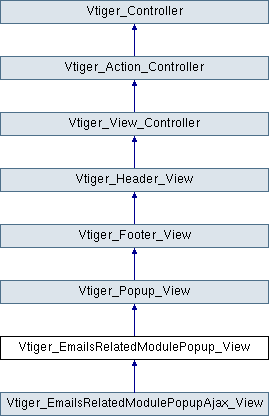 Vtiger_Controller
Vtiger_Action_Controller
Vtiger_View_Controller
Vtiger_Header_View
Vtiger_Footer_View
Vtiger_Popup_View
Vtiger_EmailsRelatedModulePopup_View
Vtiger_EmailsRelatedModulePopupAjax_View